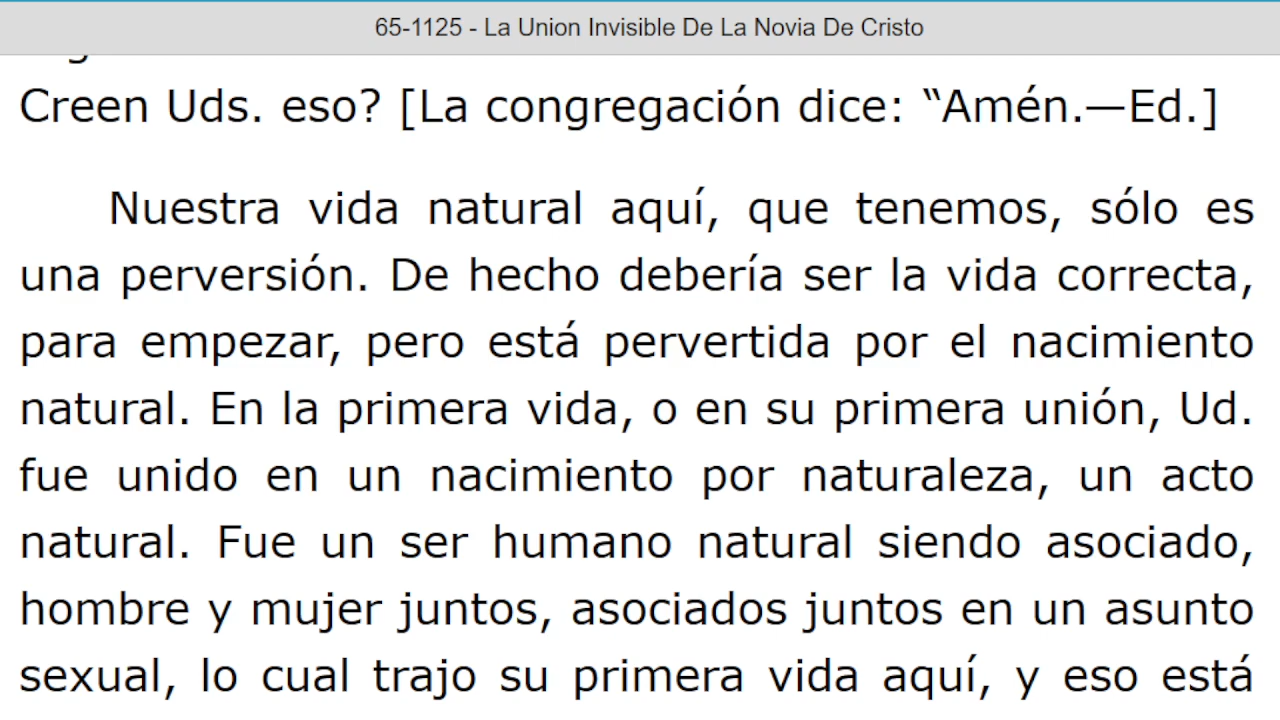 65-1125 - La Union Invisible De La Novia De Cristo
Creen Uds. eso? [La congregación dice: “Amén.—Ed.]
Nuestra vida natural aquí, que tenemos, sólo es
una perversión. De hecho debería ser la vida correcta,
para empezar, pero está pervertida por el nacimiento
natural. En la primera vida, o en su primera unión, Ud.
fue unido en un nacimiento por naturaleza, un acto
natural. Fue un ser humano natural siendo asociado,
hombre y mujer juntos, asociados juntos en un asunto
sexual, lo cual trajo su primera vida aquí, y eso está